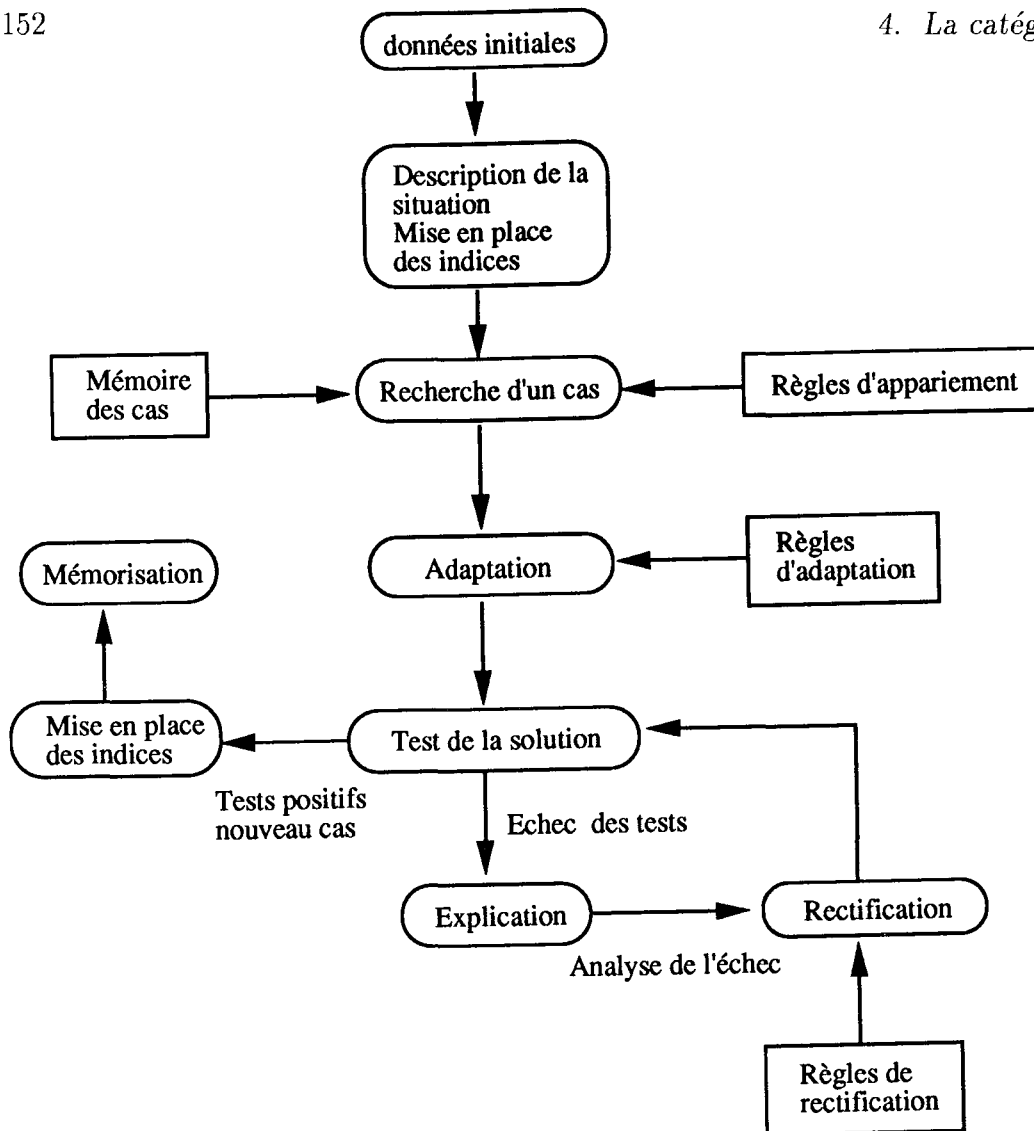 152
4. La catég
données initiales
Description de la
situation
Mise en place
des indices
Mémoire
des cas
Recherche d'un cas
Règles d'appariement
Mémorisation
Adaptation
Règles
d'adaptation
Mise en place
des indices
Test de la solution
Tests positifs
nouveau cas
Echec des tests
Explication
Rectification
Analyse de l'échec
Règles de
rectification